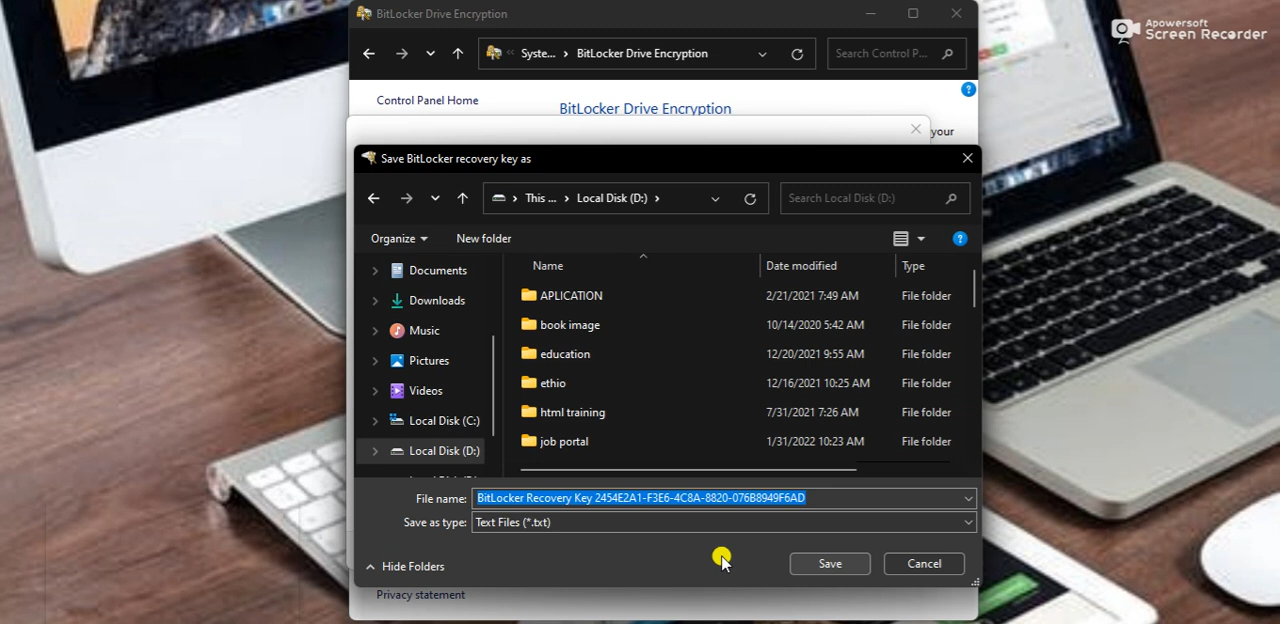 BitLocker Drive Encryption
Apowersoft
Screen Recorder
Syste... BitLocker Drive Encryption
Search Control P...
Control Panel Home
BitLocker Drive Encryption
your
Save BitLocker recovery key as
This ... Local Disk (D:)
Search Local Disk (D:)
Organize New folder
Name Date modified Type
Documents
Downloads
Music
Pictures
Videos
Local Disk (C:)
Local Disk (D:)
APLICATION 2/21/2021 7:49 AM File folder
book image 10/14/2020 5:42 AM File folder
education 12/20/2021 9:55 AM File folder
ethio 12/16/2021 10:25 AM File folder
html training 7/31/2021 7:26 AM File folder
job portal 1/31/2022 10:23 AM File folder
File name: BitLocker Recovery Key 2454E2A1-F3E6-4C8A-8820-076B8949F6AD
Save as type: Text Files (*.txt)
Hide Folders
Save Cancel
Privacy statement